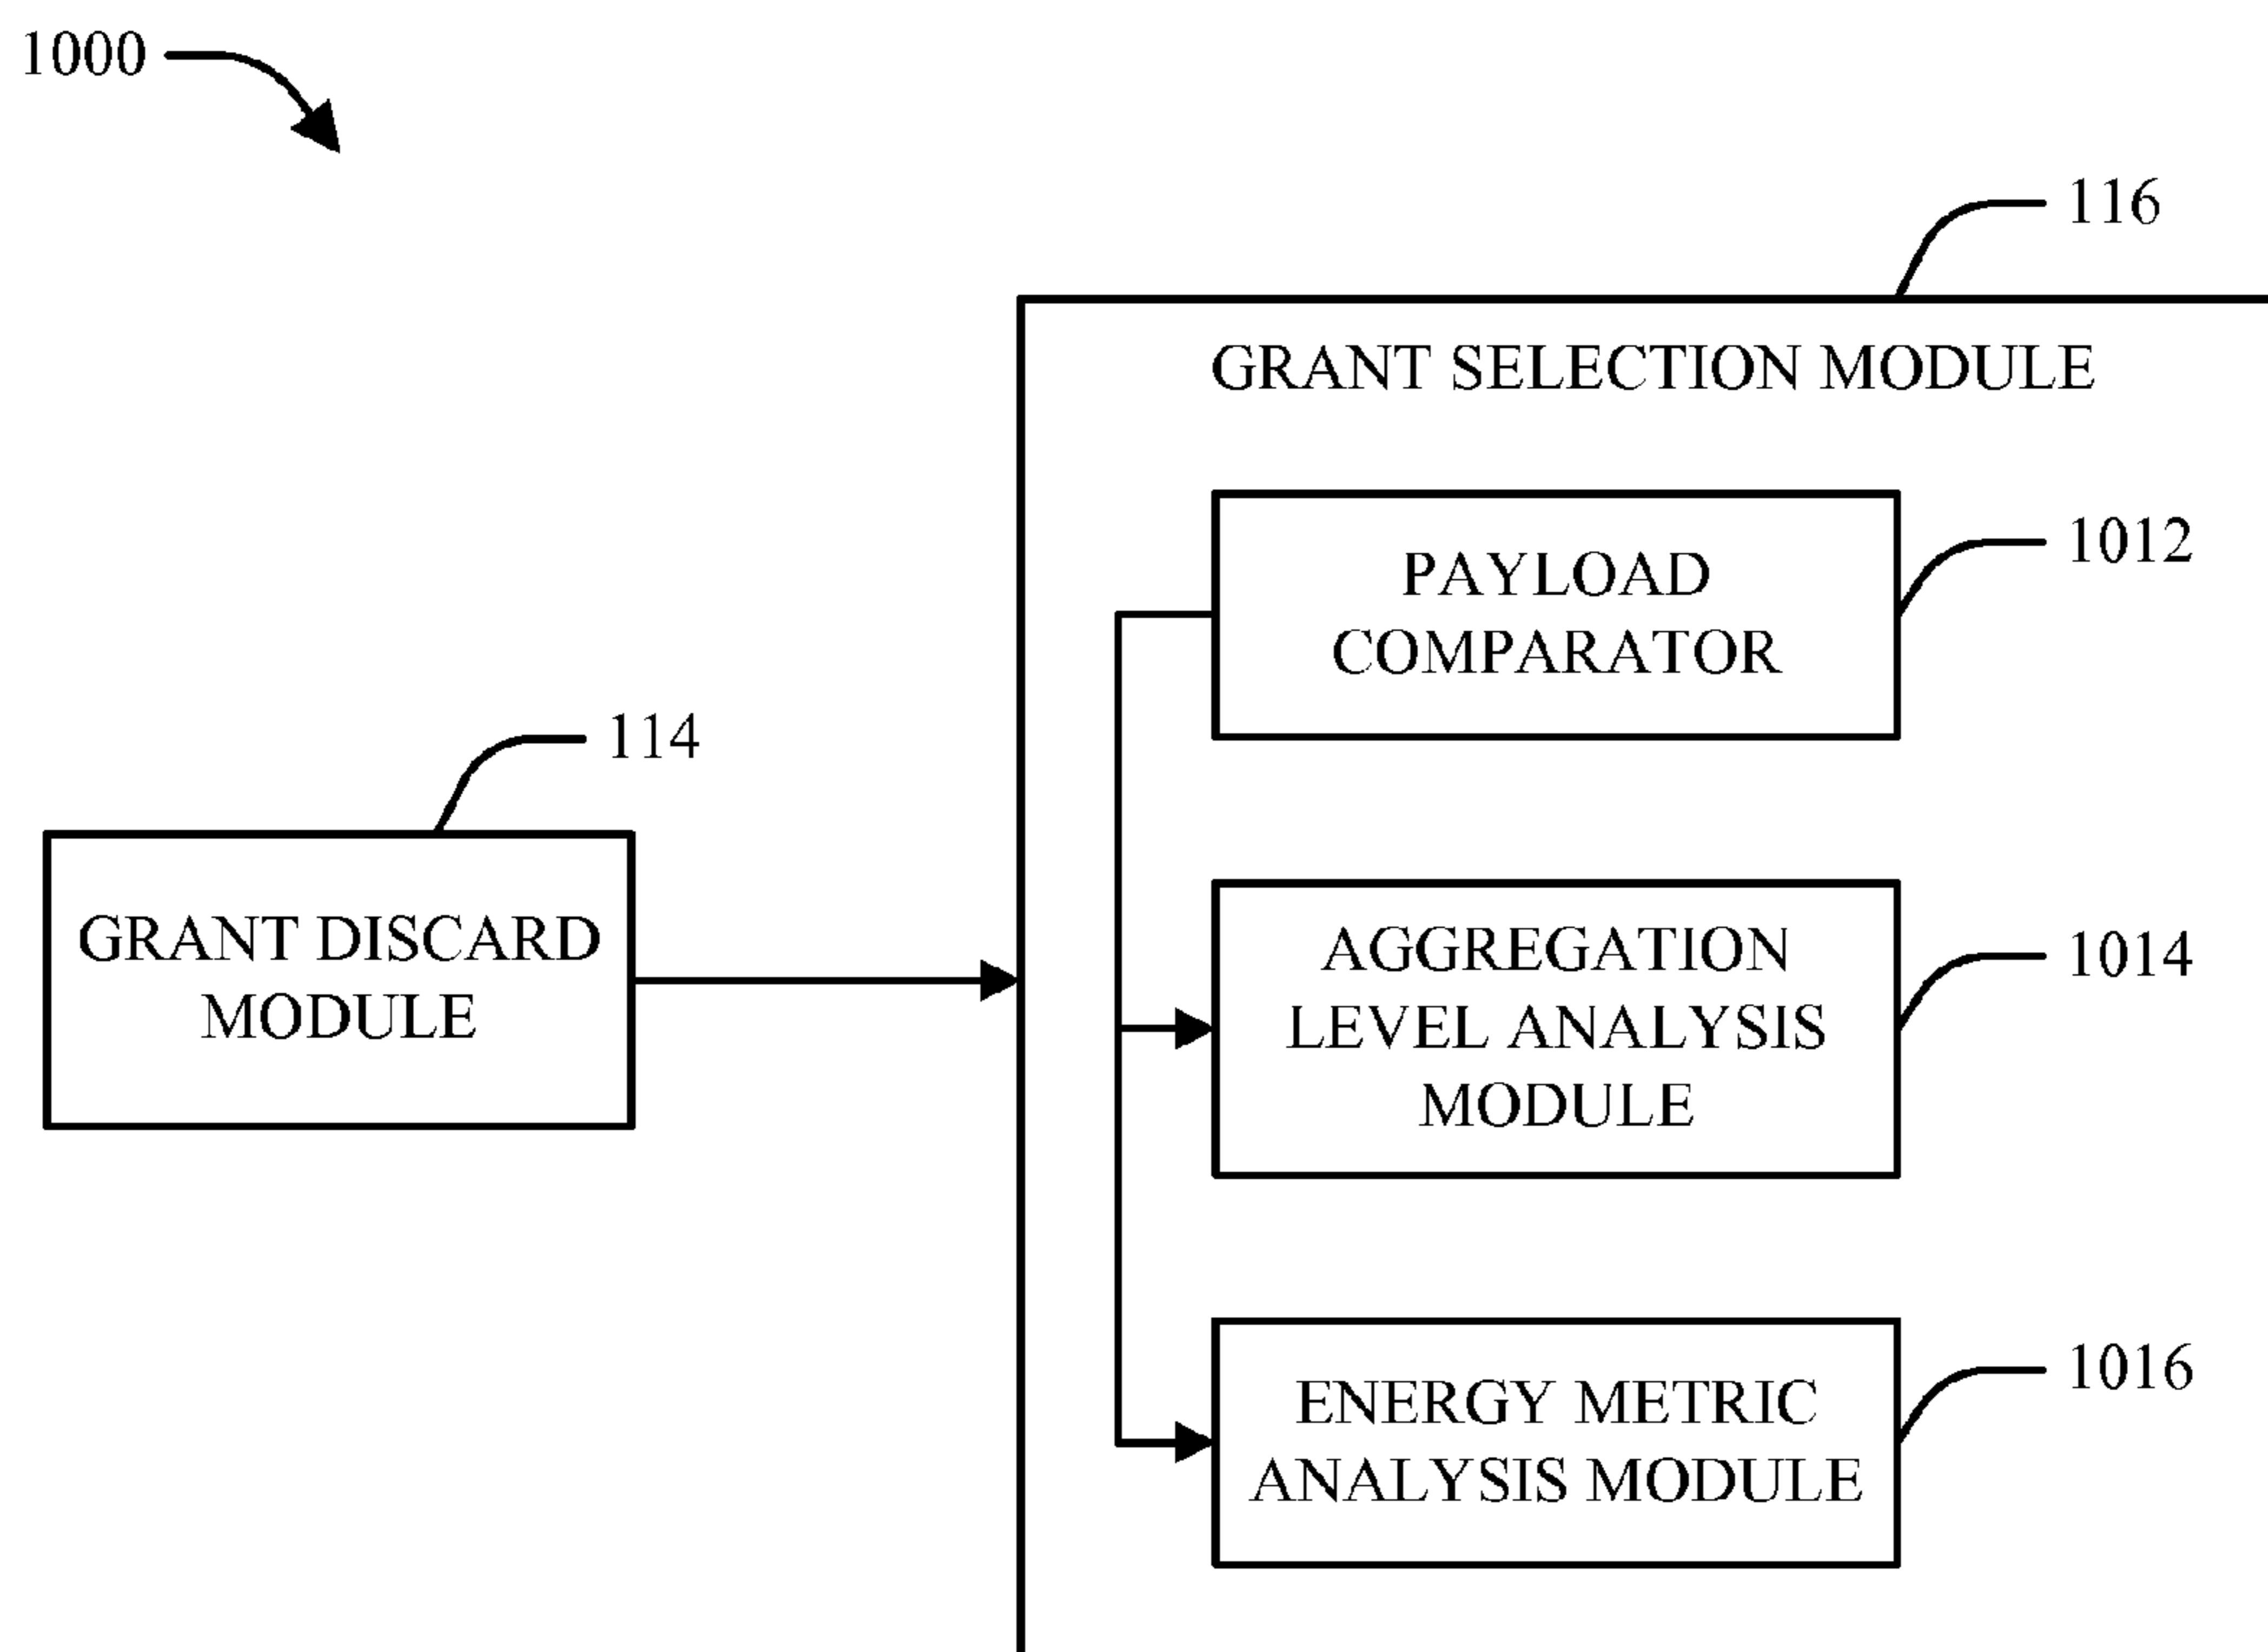 1000
116
GRANT SELECTION MODULE
PAYLOAD
COMPARATOR
1012
114
GRANT DISCARD
MODULE
AGGREGATION
LEVEL ANALYSIS
MODULE
1014
ENERGY METRIC
ANALYSIS MODULE
1016